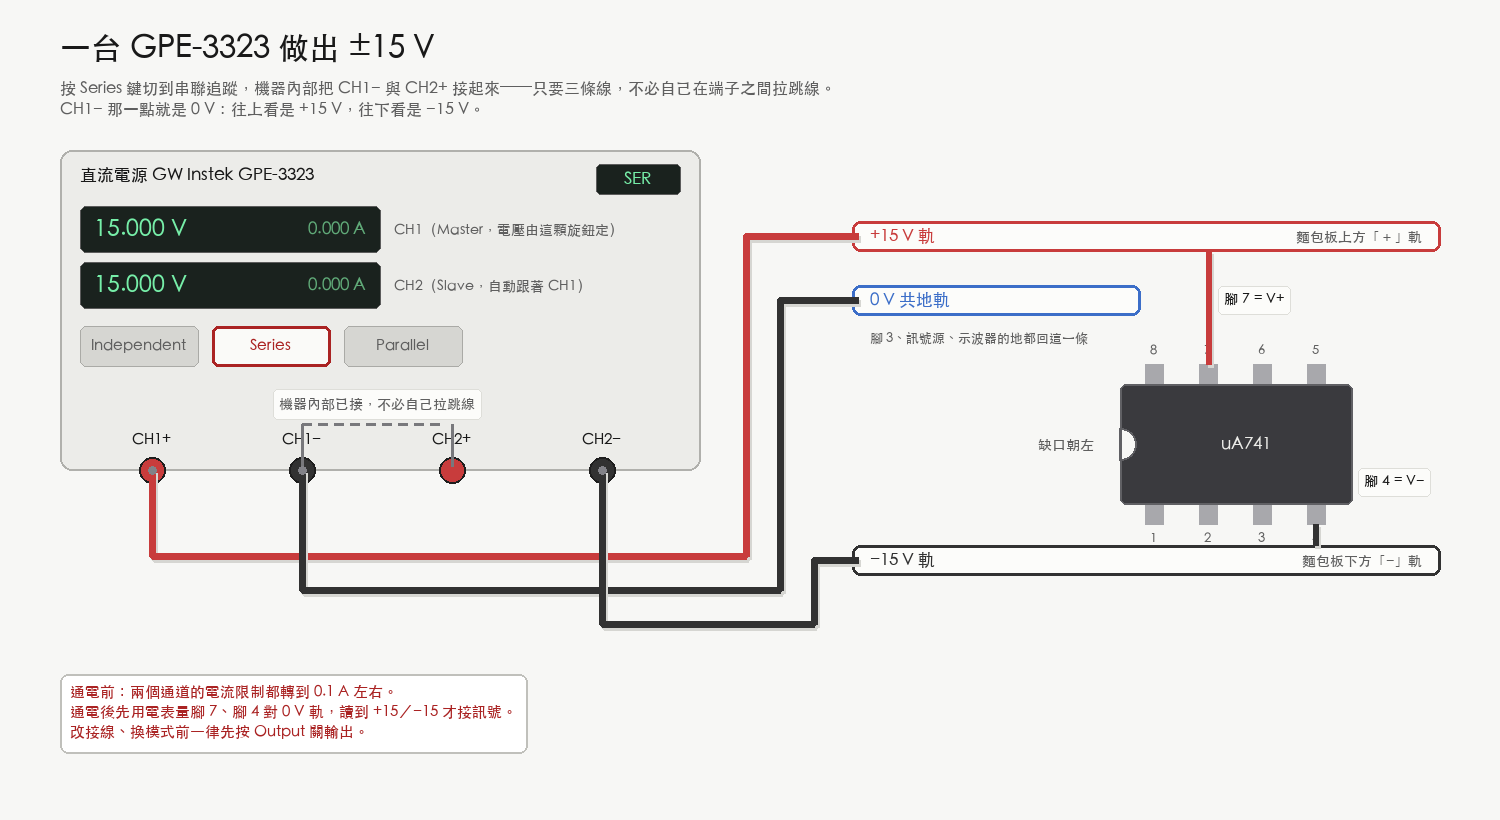 一台 GPE-3323 做出 ±15 V
按 Series 鍵切到串聯追蹤，機器內部把 CH1− 與 CH2+ 接起來——只要三條線，不必自己在端子之間拉跳線。
CH1− 那一點就是 0 V：往上看是 +15 V，往下看是 −15 V。
直流電源 GW Instek GPE-3323
SER
15.000 V
0.000 A
CH1（Master，電壓由這顆旋鈕定）
15.000 V
0.000 A
CH2（Slave，自動跟著 CH1）
Independent
Series
Parallel
機器內部已接，不必自己拉跳線
CH1+
CH1−
CH2+
CH2−
+15 V 軌
麵包板上方「+」軌
0 V 共地軌
腳 3、訊號源、示波器的地都回這一條
腳 7 = V+
8
6
5
缺口朝左
uA741
腳 4 = V−
1
2
3
−15 V 軌
麵包板下方「−」軌
通電前：兩個通道的電流限制都轉到 0.1 A 左右。
通電後先用電表量腳 7、腳 4 對 0 V 軌，讀到 +15／−15 才接訊號。
改接線、換模式前一律先按 Output 關輸出。